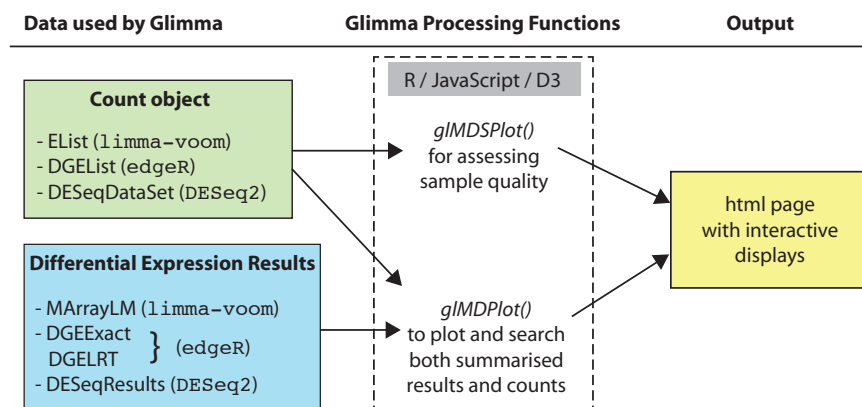 Data used by Glimma
Glimma Processing Functions
Output
Count object
- EList (limma-voom)
- DGEList (edgeR)
- DESeqDataSet (DESeq2)
Differential Expression Results
- MArrayLM (limma-voom)
- DGEExact
DGELRT
} (edgeR)
- DESeqResults (DESeq2)
R / JavaScript / D3
glMDSPlot()
for assessing
sample quality
glMDPlot()
to plot and search
both summarised
results and counts
html page
with interactive
displays